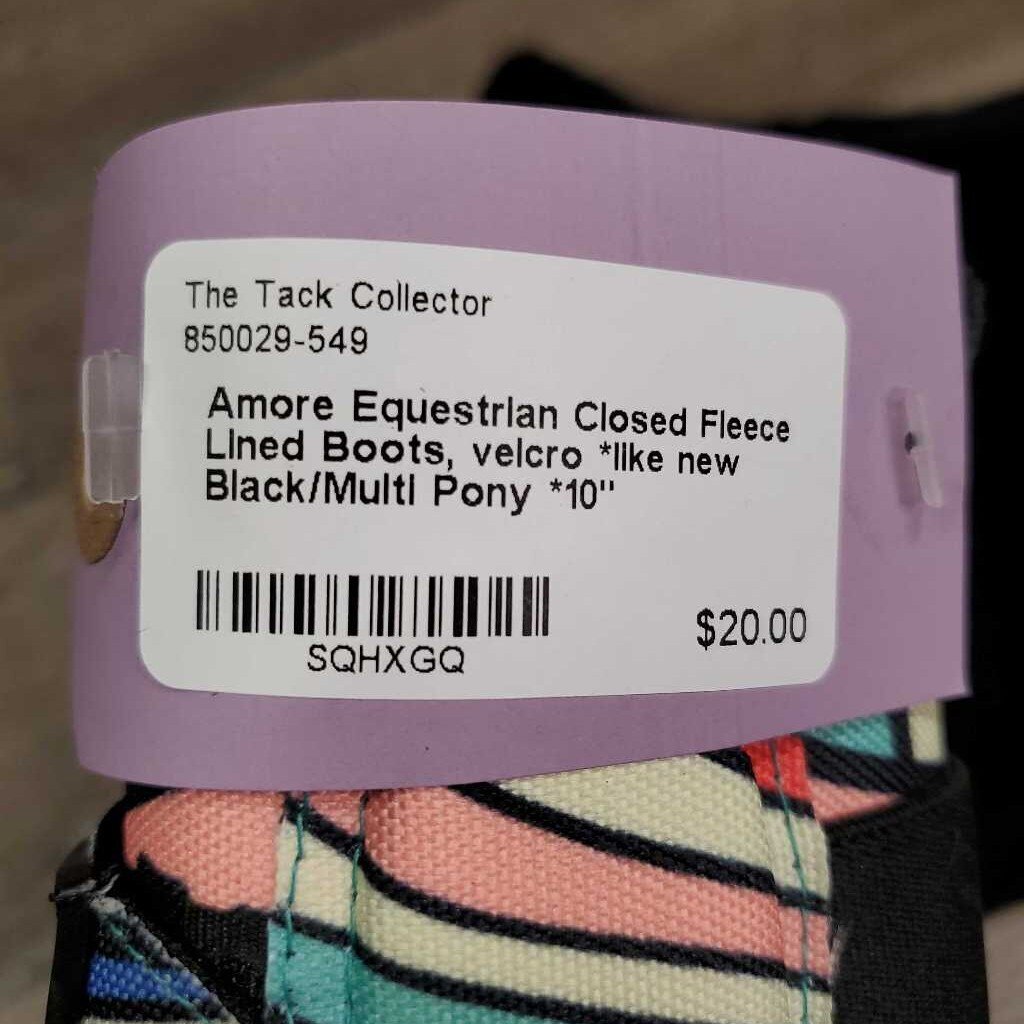 The Tack Collector
850029-549
Amore Equestrian Closed Fleece
Lined Boots, velcro *like new
Black/Multi Pony *10"
SQHXGQ
$20.00